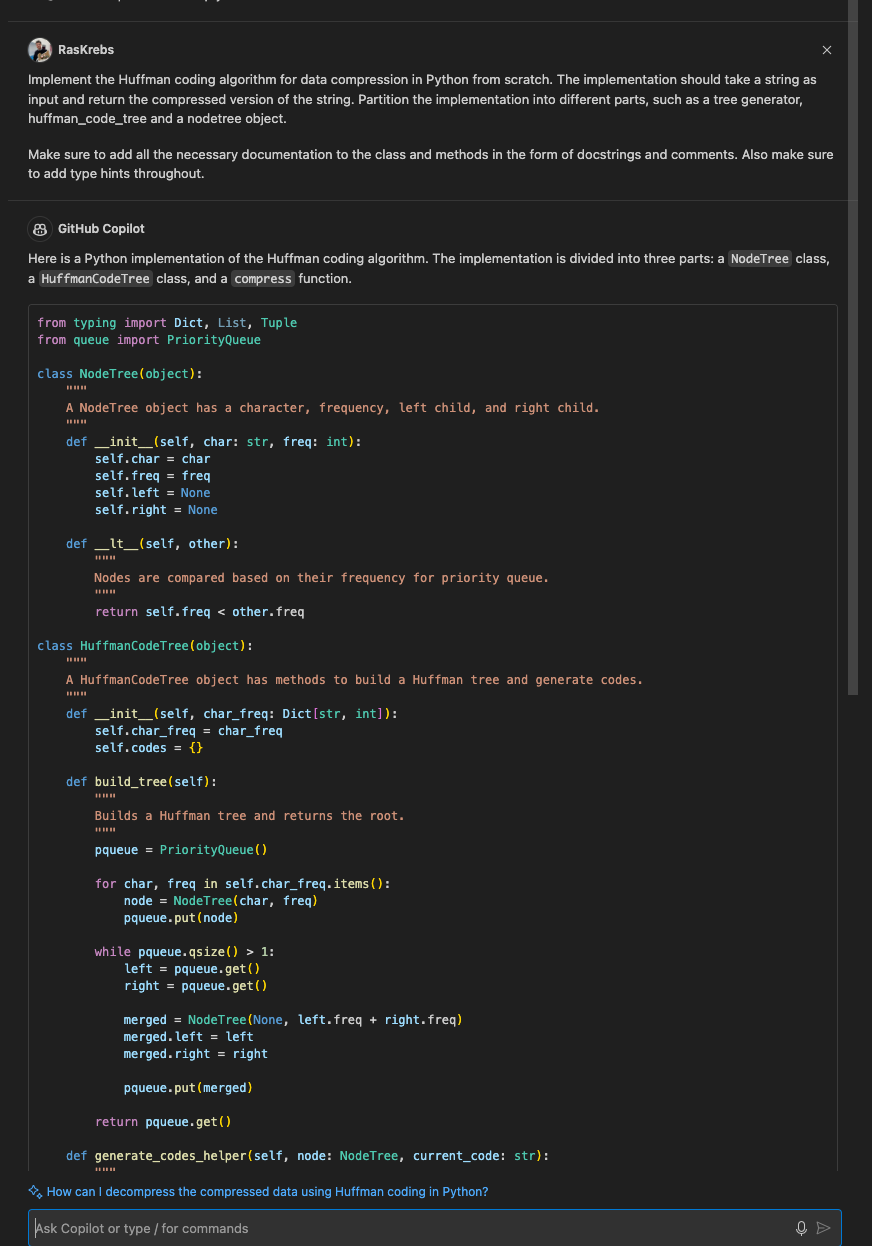 RasKrebs
Implement the Huffman coding algorithm for data compression in Python from scratch. The implementation should take a string as
input and return the compressed version of the string. Partition the implementation into different parts, such as a tree generator,
huffman_code_tree and a nodetree object.
Make sure to add all the necessary documentation to the class and methods in the form of docstrings and comments. Also make sure
to add type hints throughout.
GitHub Copilot
Here is a Python implementation of the Huffman coding algorithm. The implementation is divided into three parts: a NodeTree class,
a HuffmanCodeTree class, and a compress function.
from typing import Dict, List, Tuple
from queue import PriorityQueue
class NodeTree(object):
"""
A NodeTree object has a character, frequency, left child, and right child.
"""
def __init__(self, char: str, freq: int):
self.char = char
self.freq = freq
self.left = None
self.right = None
def __lt__(self, other):
"""
Nodes are compared based on their frequency for priority queue.
"""
return self.freq < other.freq
class HuffmanCodeTree(object):
"""
A HuffmanCodeTree object has methods to build a Huffman tree and generate codes.
"""
def __init__(self, char_freq: Dict[str, int]):
self.char_freq = char_freq
self.codes = {}
def build_tree(self):
"""
Builds a Huffman tree and returns the root.
"""
pqueue = PriorityQueue()
for char, freq in self.char_freq.items():
node = NodeTree(char, freq)
pqueue.put(node)
while pqueue.qsize() > 1:
left = pqueue.get()
right = pqueue.get()
merged = NodeTree(None, left.freq + right.freq)
merged.left = left
merged.right = right
pqueue.put(merged)
return pqueue.get()
def generate_codes_helper(self, node: NodeTree, current_code: str):
"""
How can I decompress the compressed data using Huffman coding in Python?
Ask Copilot or type / for commands